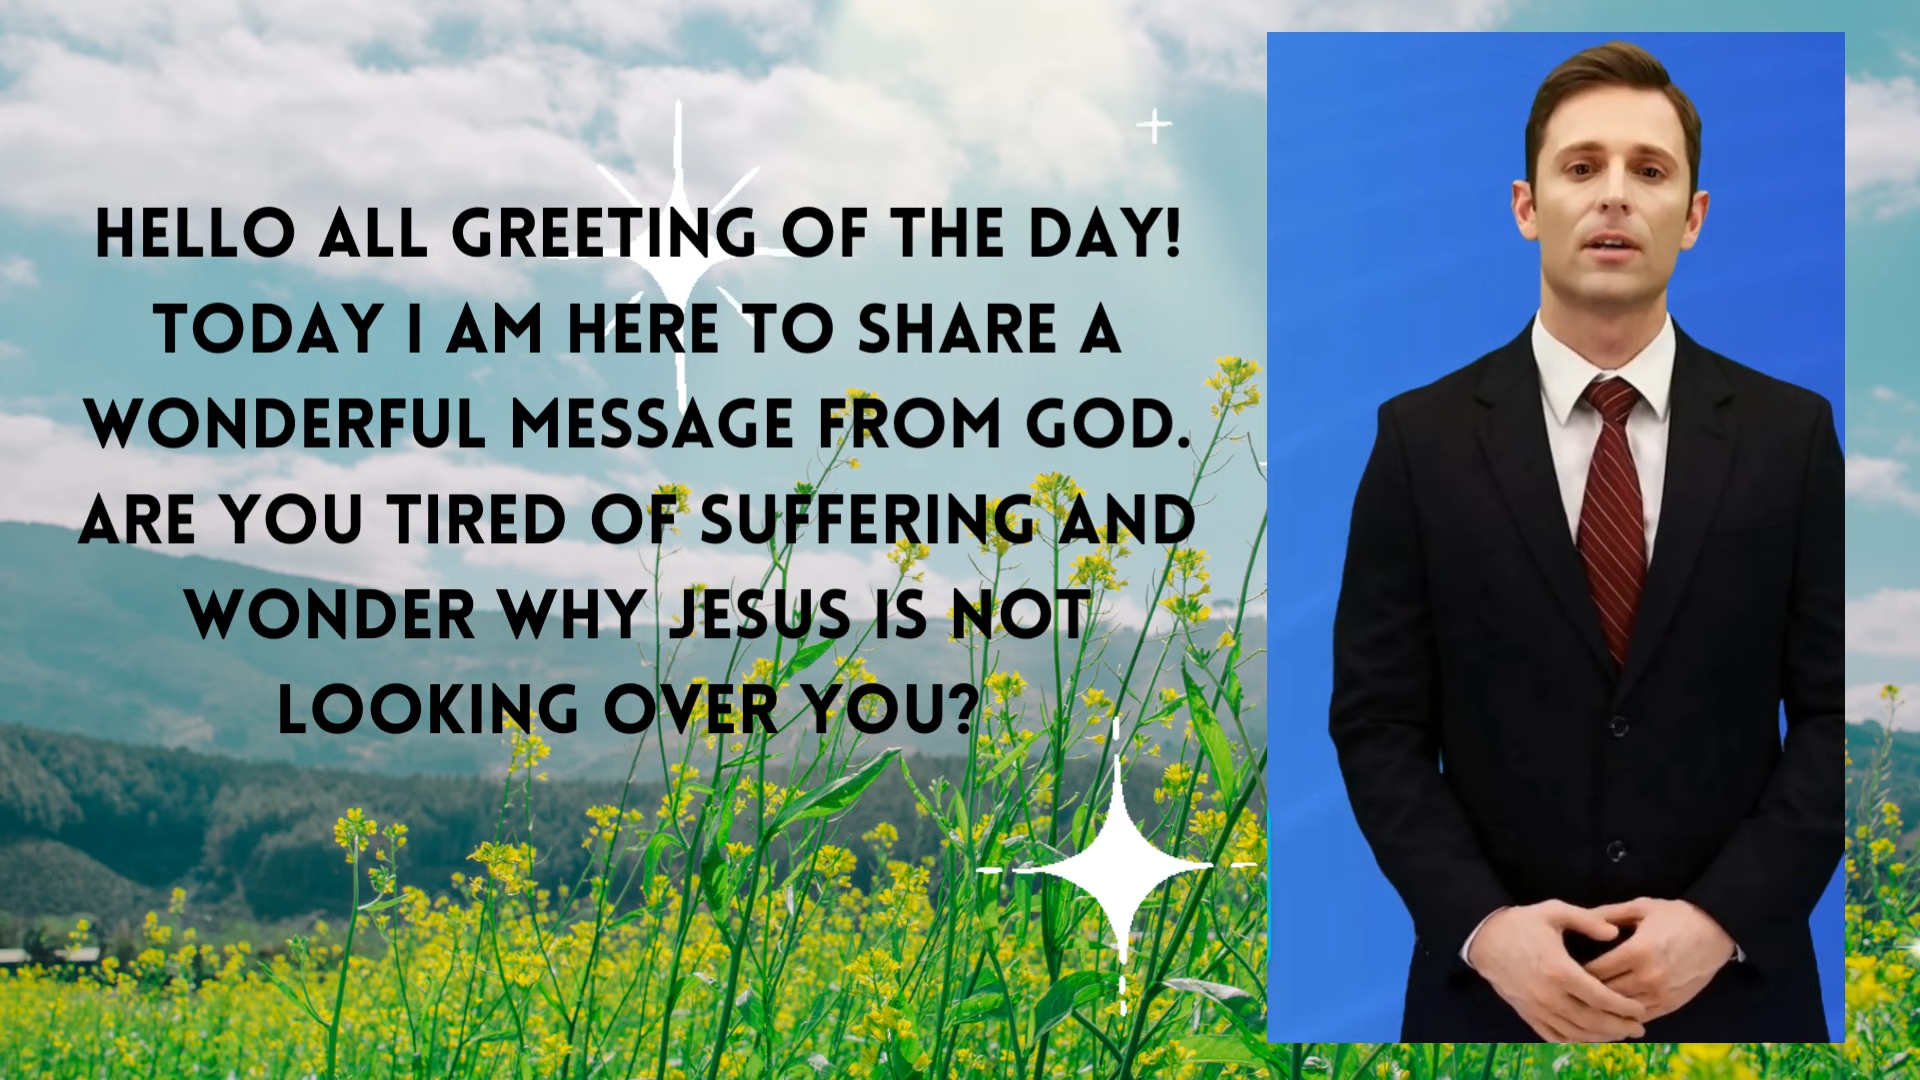 HELLO ALL GREETING OF THE DAY!
TODAY I AM HERE TO SHARE A
WONDERFUL MESSAGE FROM GOD.
ARE YOU TIRED OF SUFFERING AND
WONDER WHY JESUS IS NOT
LOOKING OVER YOU?